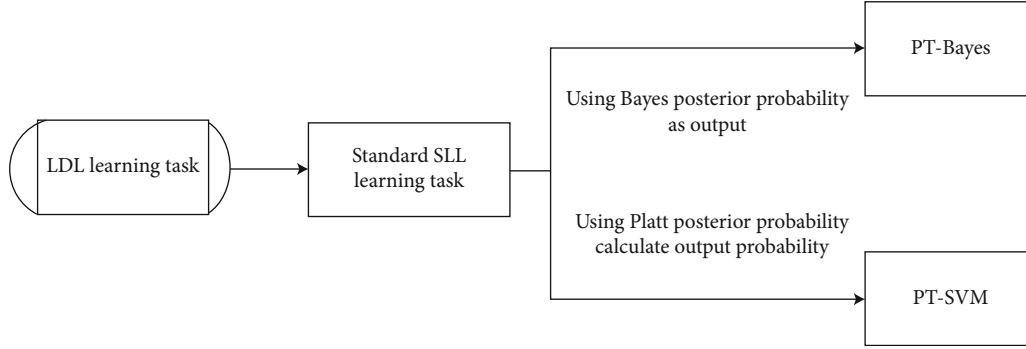 LDL learning task
Standard SLL
learning task
Using Bayes posterior probability
as output
PT-Bayes
Using Platt posterior probability
calculate output probability
PT-SVM